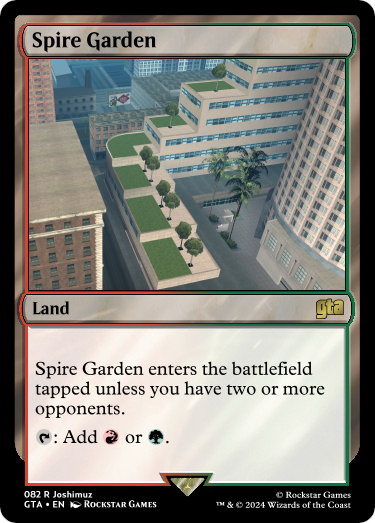 Spire Garden
Land
gta
Spire Garden enters the battlefield
tapped unless you have two or more
opponents.
: Add or .
082 R Joshimuz
GTA • EN Rockstar Games
© Rockstar Games
™ & © 2024 Wizards of the Coast